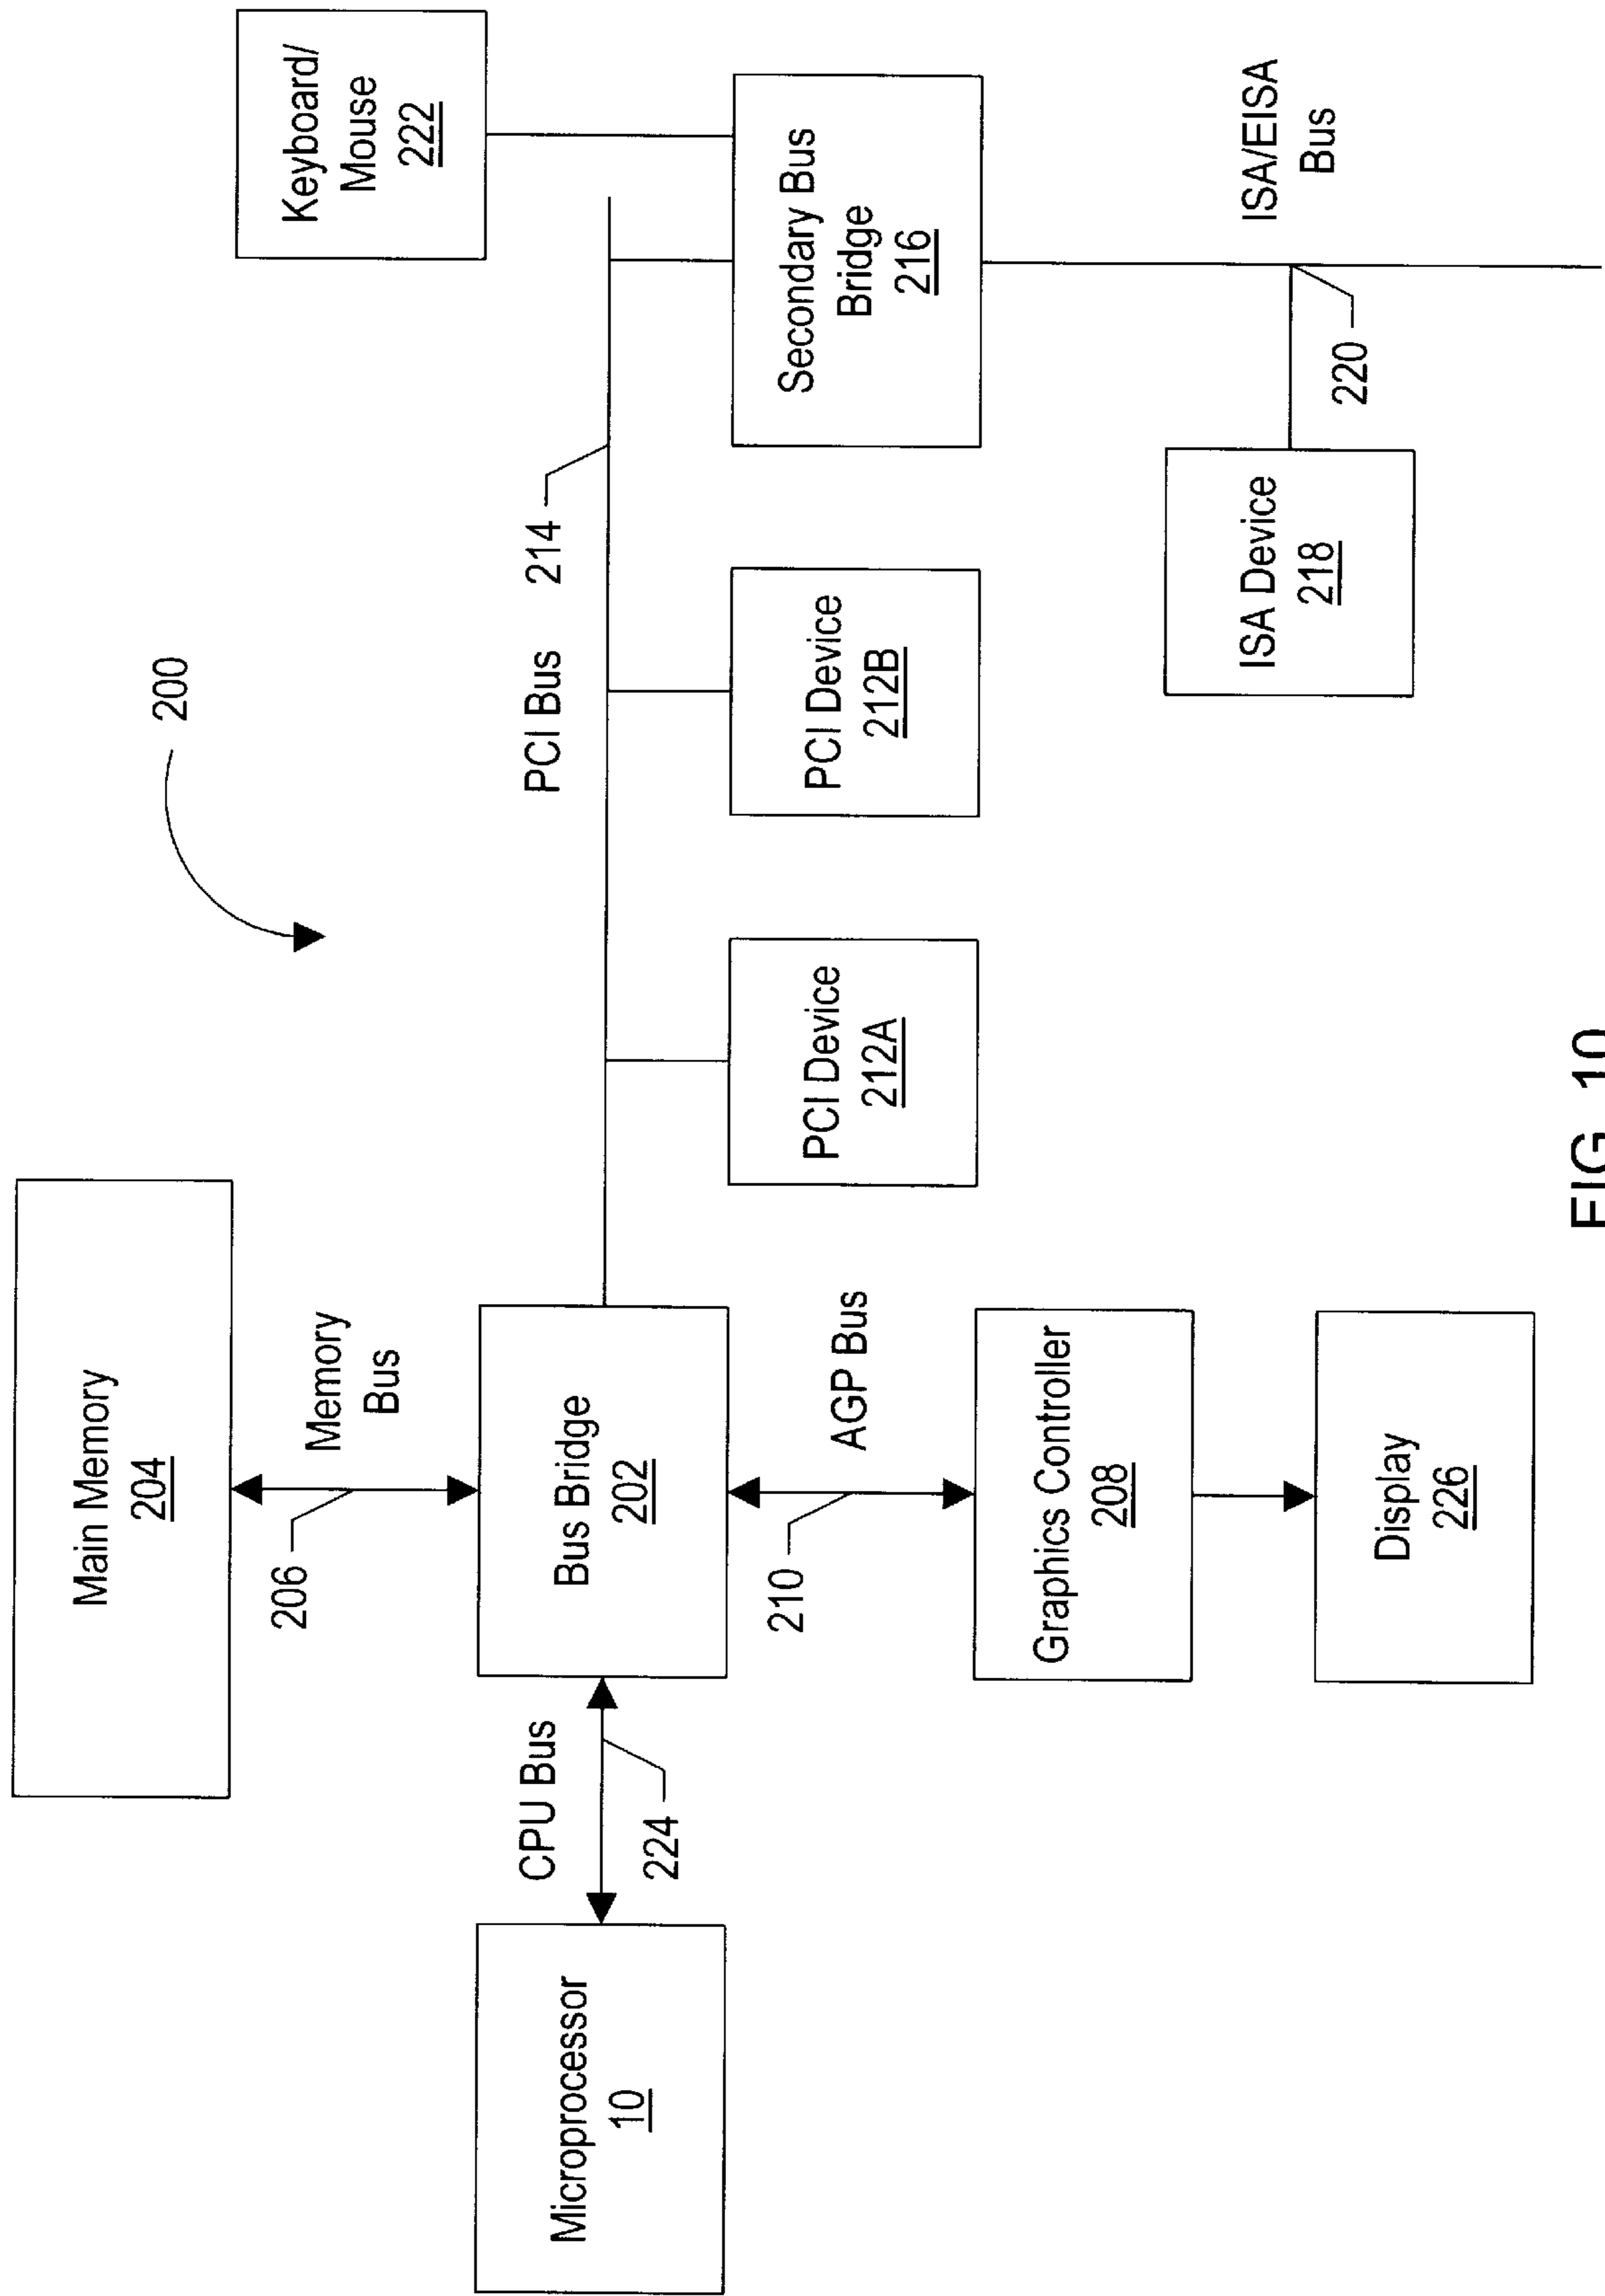 200
Main Memory
204
206
Memory
Bus
Keyboard/
Mouse
222
CPU Bus
224
PCI Bus
214
Microprocessor
10
Bus Bridge
202
PCI Device
212A
PCI Device
212B
Secondary Bus
Bridge
216
210
AGP Bus
Graphics Controller
208
ISA Device
218
220
ISA/EISA
Bus
Display
226
FIG. 10